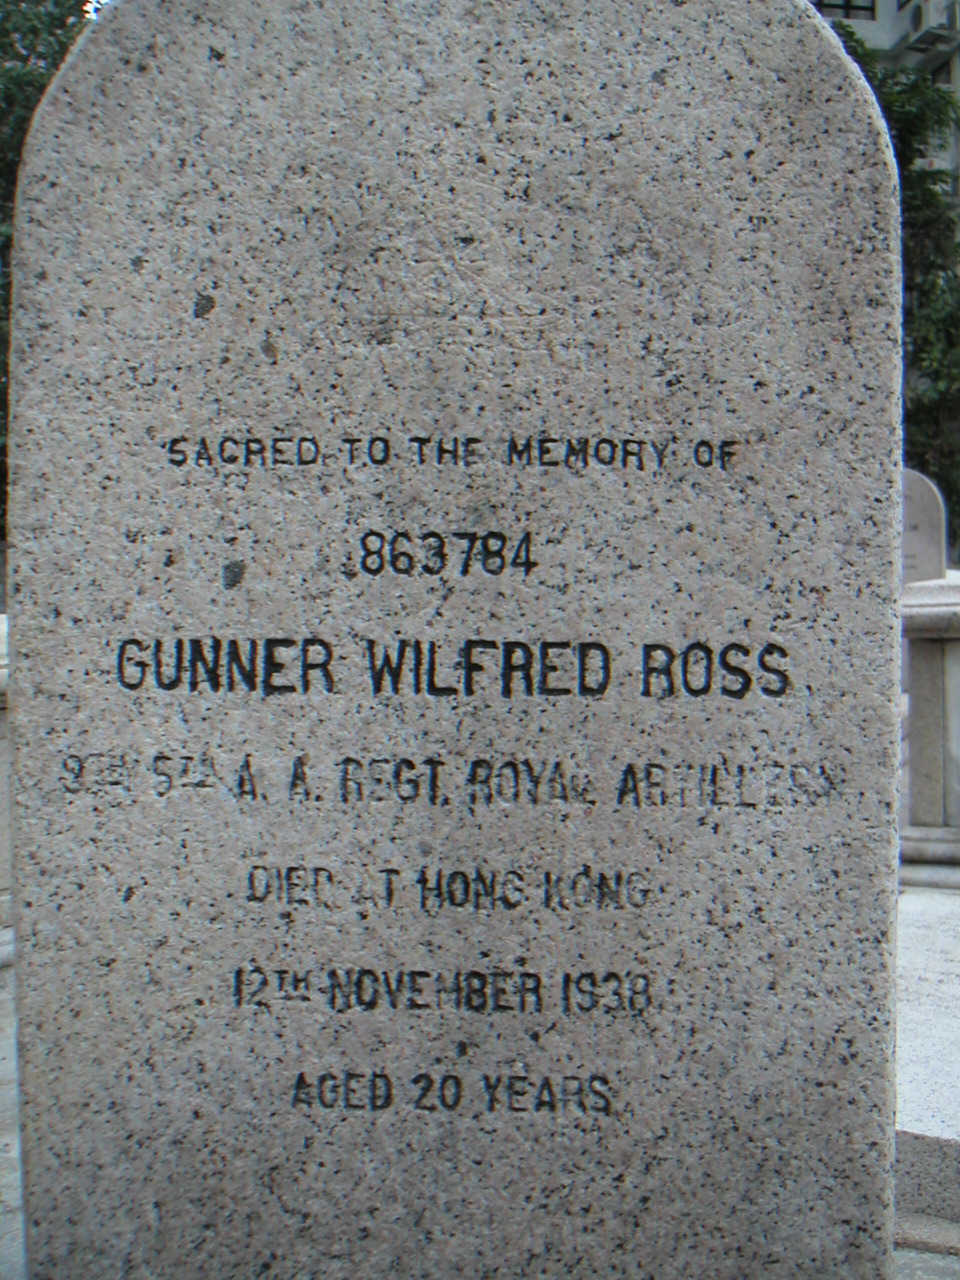 SACRED TO THE MEMORY OF
863784
GUNNER WILFRED ROSS
5TH A. A. REGT. ROYAL ARTILLERY
DIED AT HONG KONG
12TH NOVEMBER 1938
AGED 20 YEARS.